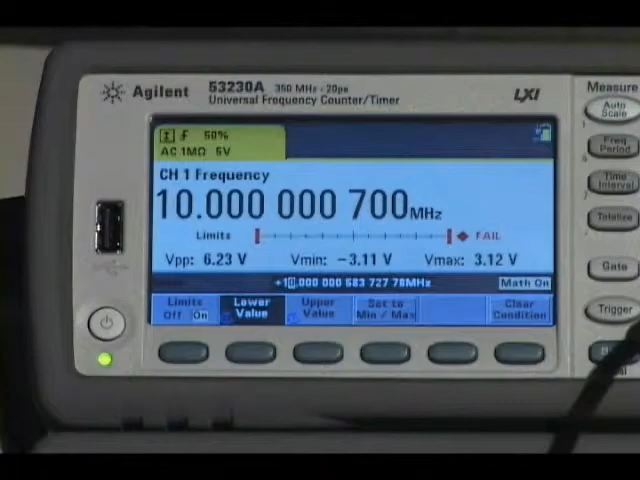 Agilent
53230A 350 MHz - 20ps
Universal Frequency Counter/Timer
LXI
Measure
Auto Scale
Freq Period
Time Interval
Totalize
Gate
Trigger
50%
AC 1MΩ 5V
CH 1 Frequency
10.000 000 700 MHz
Limits
FAIL
Vpp: 6.23 V Vmin: -3.11 V Vmax: 3.12 V
+10.000 000 583 727 78MHz
Math On
Limits
Off On
Lower Value
Upper Value
Set to Min / Max
Clear Condition